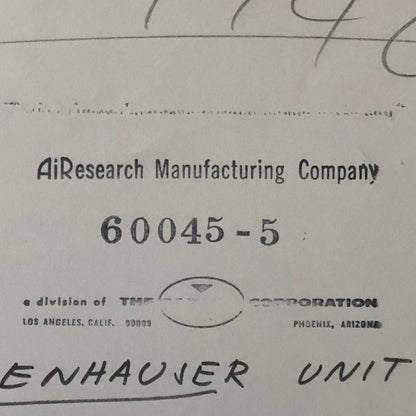 AiResearch Manufacturing Company
60045-5
a division of THE CORPORATION
LOS ANGELES, CALIF. 90009 PHOENIX, ARIZONA
ENHAUSER UNIT